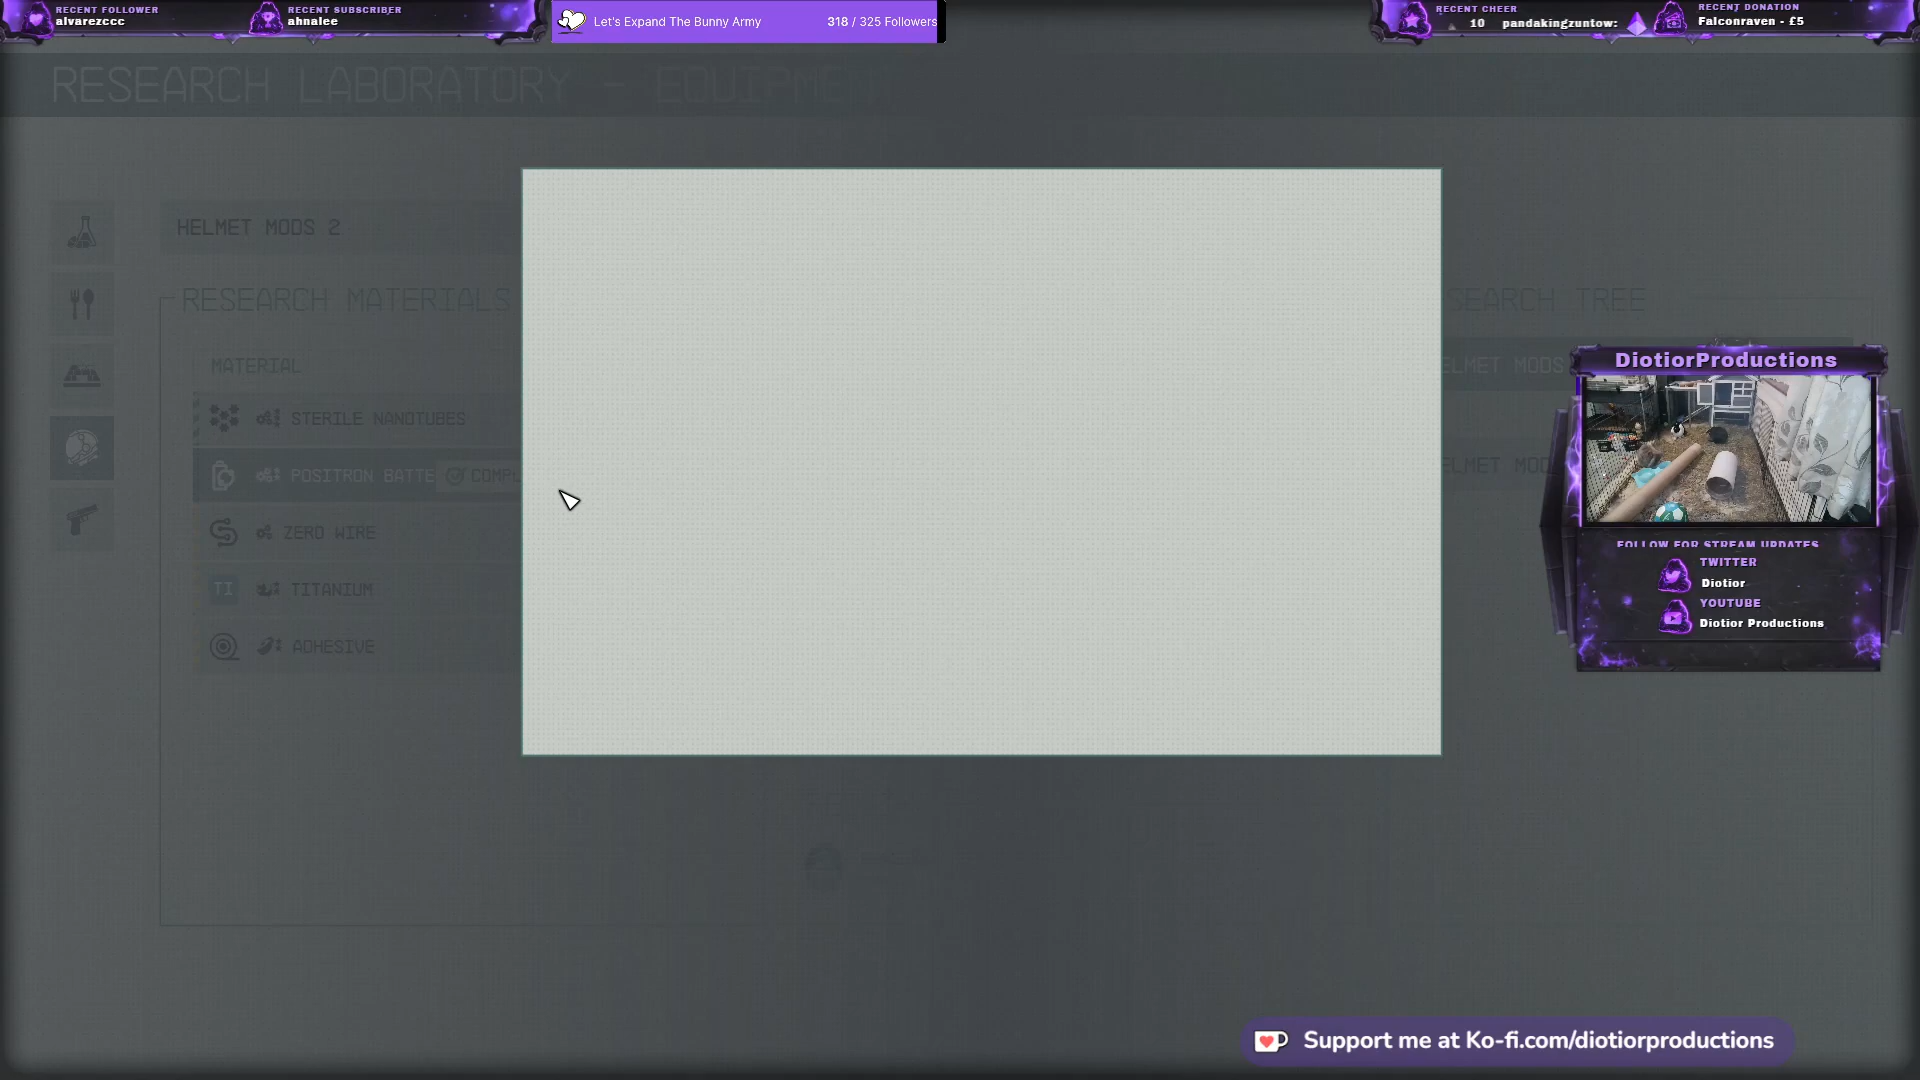 RECENT FOLLOWER
alvarezccc
RECENT SUBSCRIBER
ahnalee
Let's Expand The Bunny Army
318 / 325 Followers
RECENT CHEER
10 pandakingzuntow:
RECENT DONATION
Falconraven - £5
RESEARCH LABORATORY - EQUIPMENT
HELMET MODS 2
RESEARCH MATERIALS
MATERIAL
STERILE NANOTUBES
POSITRON BATTE
ZERO WIRE
TI
TITANIUM
ADHESIVE
SEARCH TREE
ELMET MODS
ELMET MOD
DiotiorProductions
FOLLOW FOR STREAM UPDATES
TWITTER
Diotior
YOUTUBE
Diotior Productions
Support me at Ko-fi.com/diotiorproductions